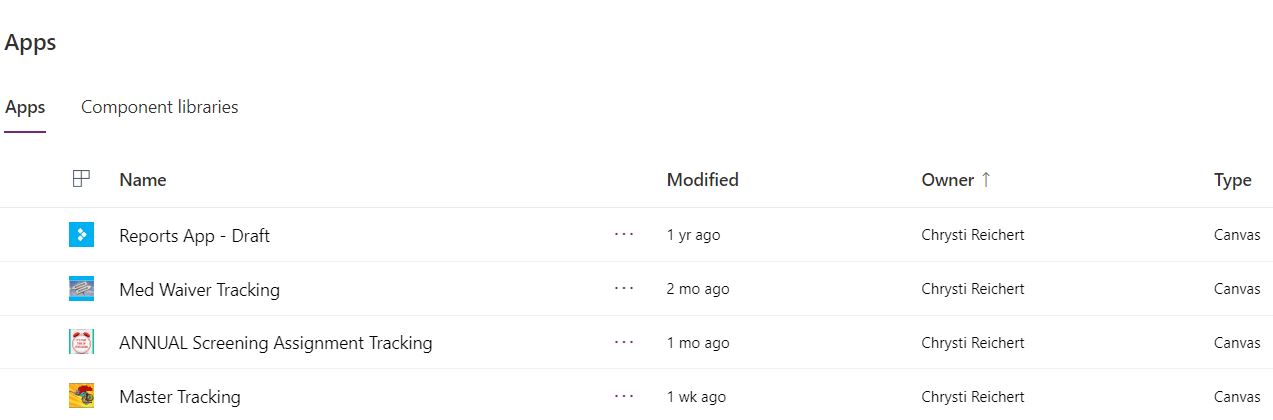 Apps
Apps Component libraries
Name Modified Owner ↑ Type
Reports App - Draft ... 1 yr ago Chrysti Reichert Canvas
Med Waiver Tracking ... 2 mo ago Chrysti Reichert Canvas
ANNUAL Screening Assignment Tracking ... 1 mo ago Chrysti Reichert Canvas
Master Tracking ... 1 wk ago Chrysti Reichert Canvas